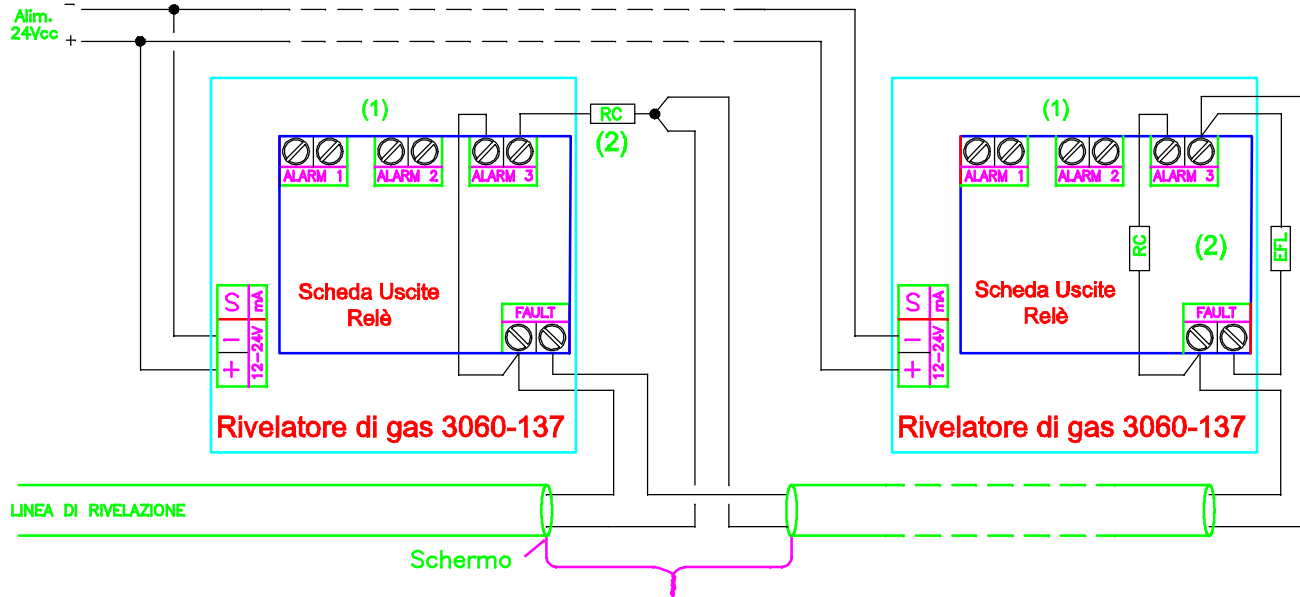 Alim.
24Vcc
−
+
(1)
RC
(2)
ALARM 1
ALARM 2
ALARM 3
Scheda Uscite
Relè
FAULT
S
mA
−
+
12-24V
Rivelatore di gas 3060-137
(1)
ALARM 1
ALARM 2
ALARM 3
RC
(2)
EFL
Scheda Uscite
Relè
FAULT
S
mA
−
+
12-24V
Rivelatore di gas 3060-137
LINEA DI RIVELAZIONE
Schermo